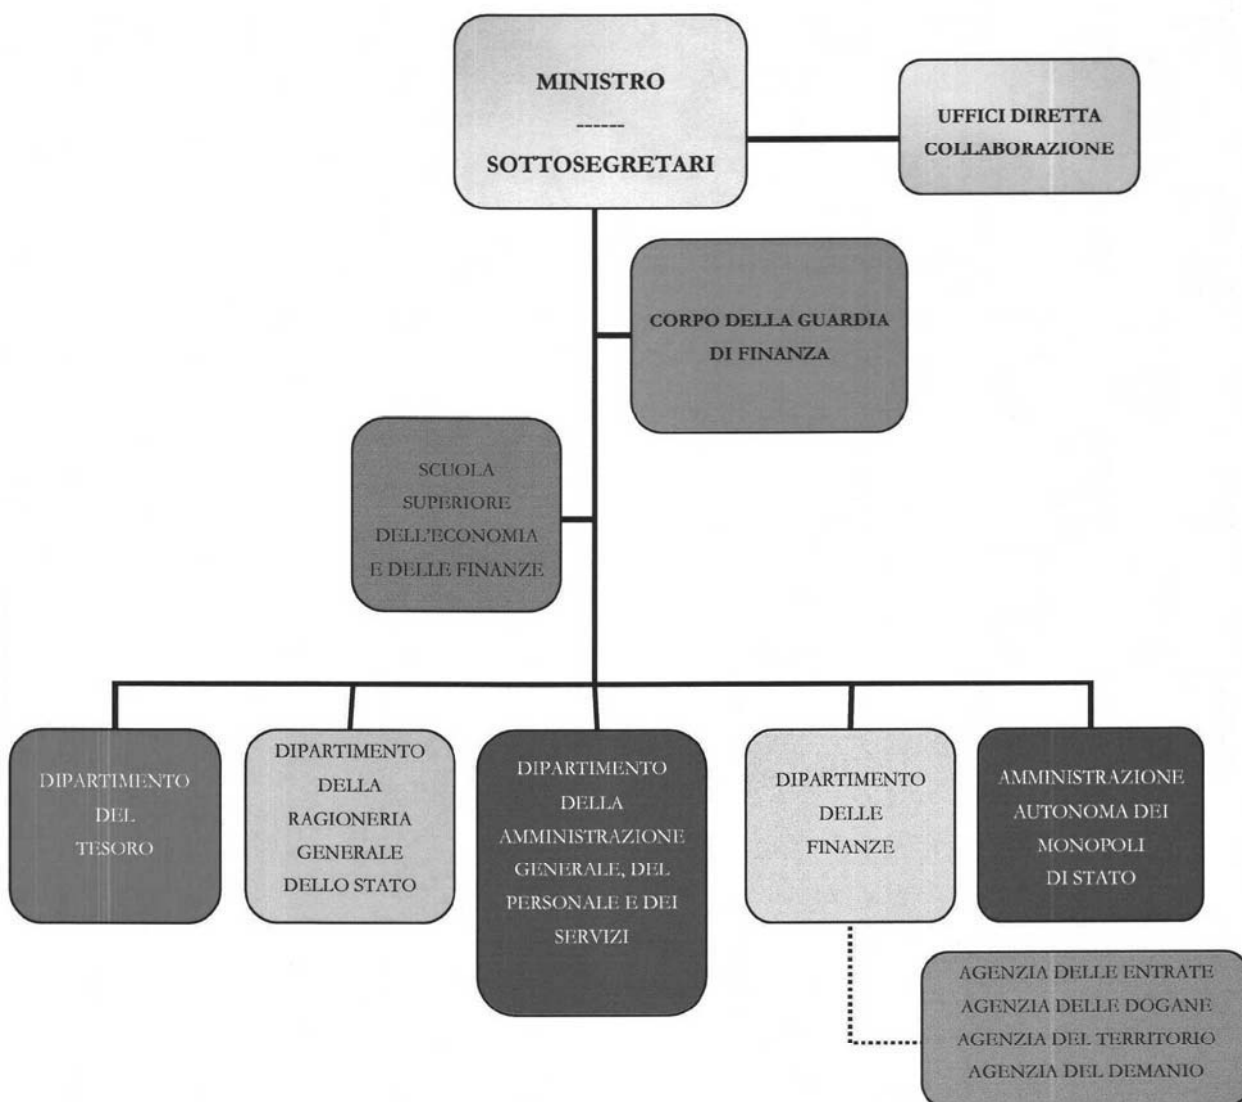 MINISTRO
------
SOTTOSEGRETARI
UFFICI DIRETTA
COLLABORAZIONE
CORPO DELLA GUARDIA
DI FINANZA
SCUOLA
SUPERIORE
DELL'ECONOMIA
E DELLE FINANZE
DIPARTIMENTO
DEL
TESORO
DIPARTIMENTO
DELLA
RAGIONERIA
GENERALE
DELLO STATO
DIPARTIMENTO
DELLA
AMMINISTRAZIONE
GENERALE, DEL
PERSONALE E DEI
SERVIZI
DIPARTIMENTO
DELLE
FINANZE
AMMINISTRAZIONE
AUTONOMA DEI
MONOPOLI
DI STATO
AGENZIA DELLE ENTRATE
AGENZIA DELLE DOGANE
AGENZIA DEL TERRITORIO
AGENZIA DEL DEMANIO